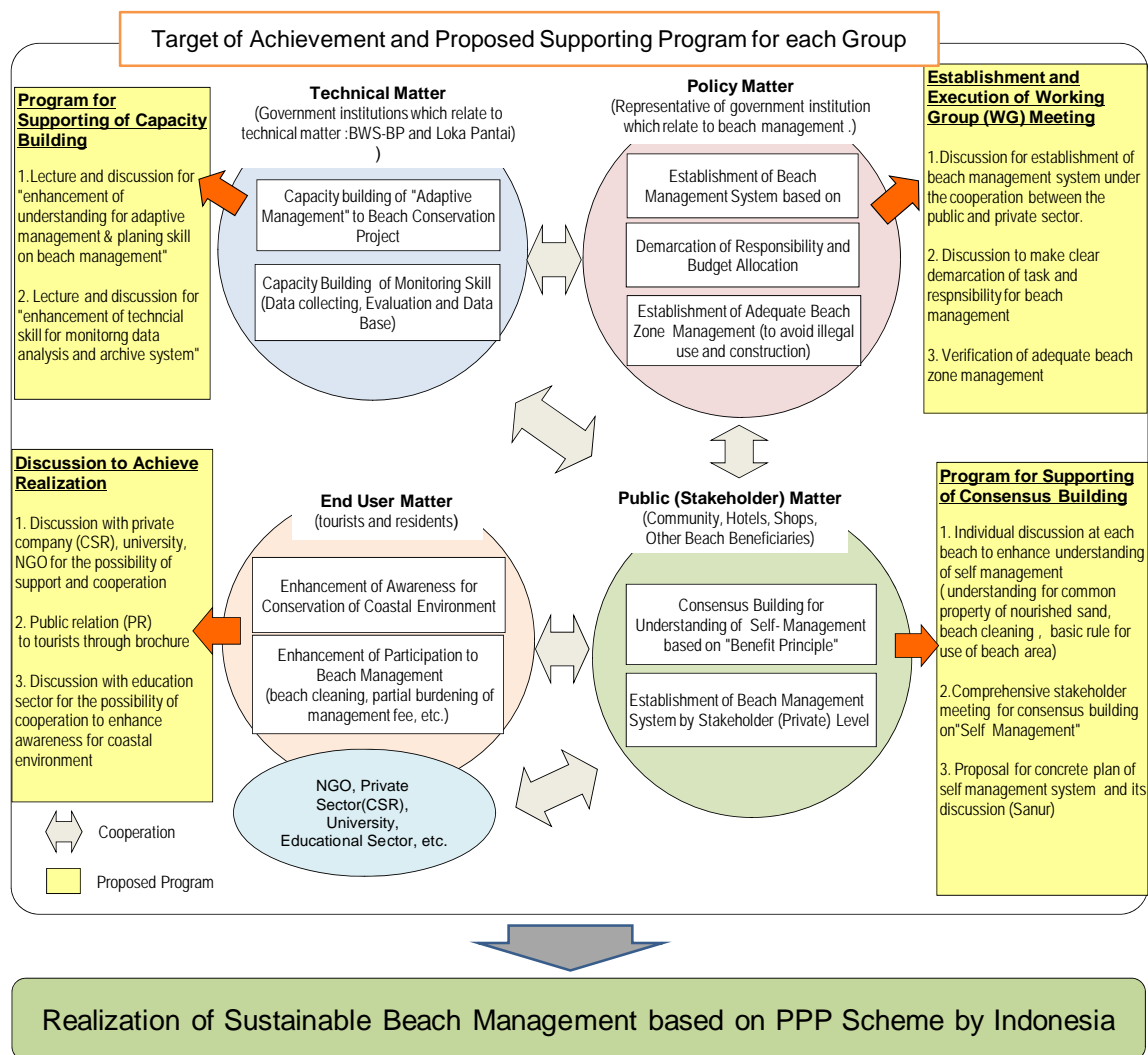 Target of Achievement and Proposed Supporting Program for each Group
Program for
Supporting of Capacity
Building
1.Lecture and discussion for
"enhancement of
understanding for adaptive
management & planing skill
on beach management"
2. Lecture and discussion for
"enhancement of techncial
skill for monitorng data
analysis and archive system"
Technical Matter
(Government institutions which relate to
technical matter :BWS-BP and Loka Pantai)
)
Capacity building of "Adaptive
Management" to Beach Conservation
Project
Capacity Building of Monitoring Skill
(Data collecting, Evaluation and Data
Base)
Policy Matter
(Representive of government institution
which relate to beach management .)
Establishment of Beach
Management System based on
Demarcation of Responsibility and
Budget Allocation
Establishment of Adequate Beach
Zone Management (to avoid illegal
use and construction)
Establishment and
Execution of Working
Group (WG) Meeting
1.Discussion for establishment of
beach management system under
the cooperation between the
public and private sector.
2. Discussion to make clear
demarcation of task and
respnsibility for beach
management
3. Verification of adequate beach
zone management
Discussion to Achieve
Realization
1. Discussion with private
company (CSR), university,
NGO for the possibility of
support and cooperation
2. Public relation (PR)
to tourists through brochure
3. Discussion with education
sector for the possibility of
cooperation to enhance
awareness for coastal
environment
End User Matter
(tourists and residents)
Enhancement of Awareness for
Conservation of Coastal Environment
Enhancement of Participation to
Beach Management
(beach cleaning, partial burdening of
management fee, etc.)
NGO, Private
Sector(CSR),
University,
Educational Sector, etc.
Public (Stakeholder) Matter
(Community, Hotels, Shops,
Other Beach Beneficiaries)
Consensus Building for
Understanding of Self- Management
based on "Benefit Principle"
Establishment of Beach Management
System by Stakeholder (Private) Level
Program for Supporting
of Consensus Building
1. Individual discussion at each
beach to enhance understanding
of self management
( understanding for common
property of nourished sand,
beach cleaning , basic rule for
use of beach area)
2.Comprehensive stakeholder
meeting for consensus building
on"Self Management"
3. Proposal for concrete plan of
self management system and its
discussion (Sanur)
Cooperation
Proposed Program
Realization of Sustainable Beach Management based on PPP Scheme by Indonesia